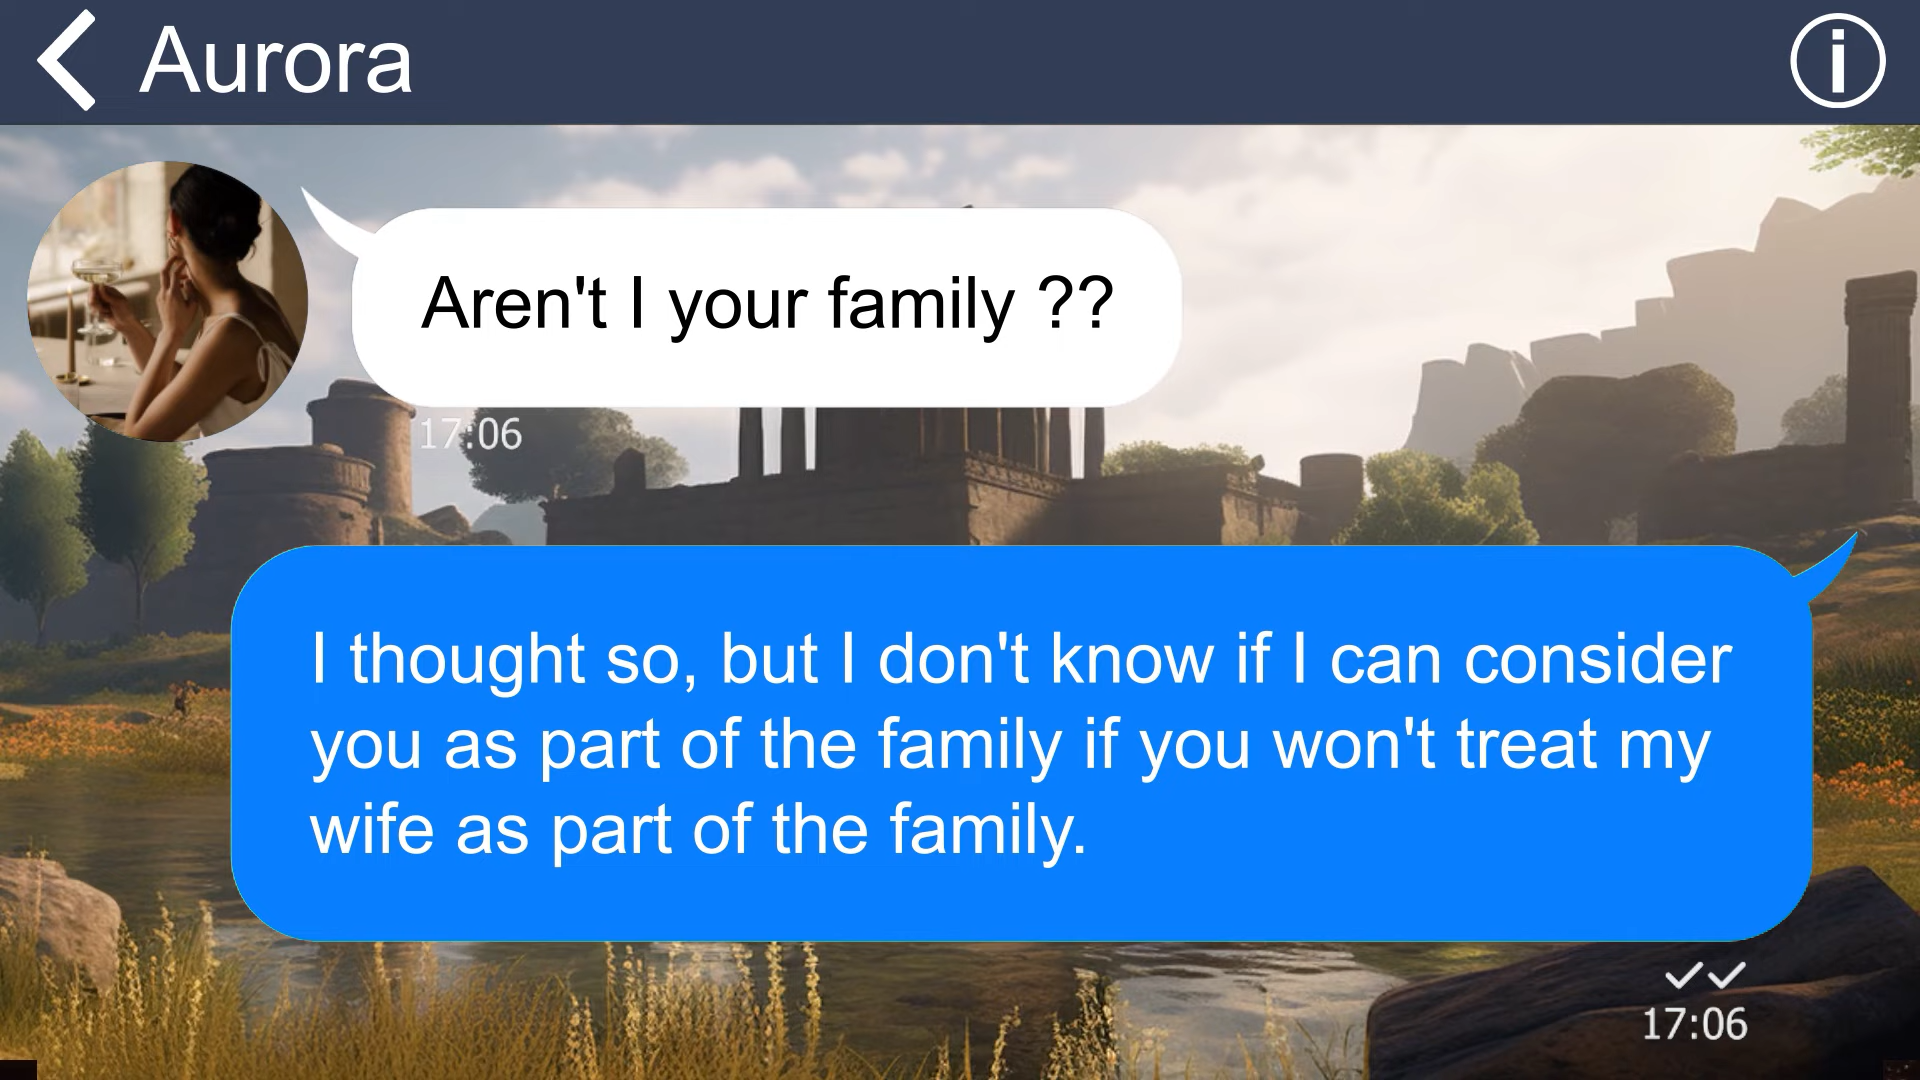 Aurora
Aren't I your family ??
17:06
I thought so, but I don't know if I can consider
you as part of the family if you won't treat my
wife as part of the family.
17:06